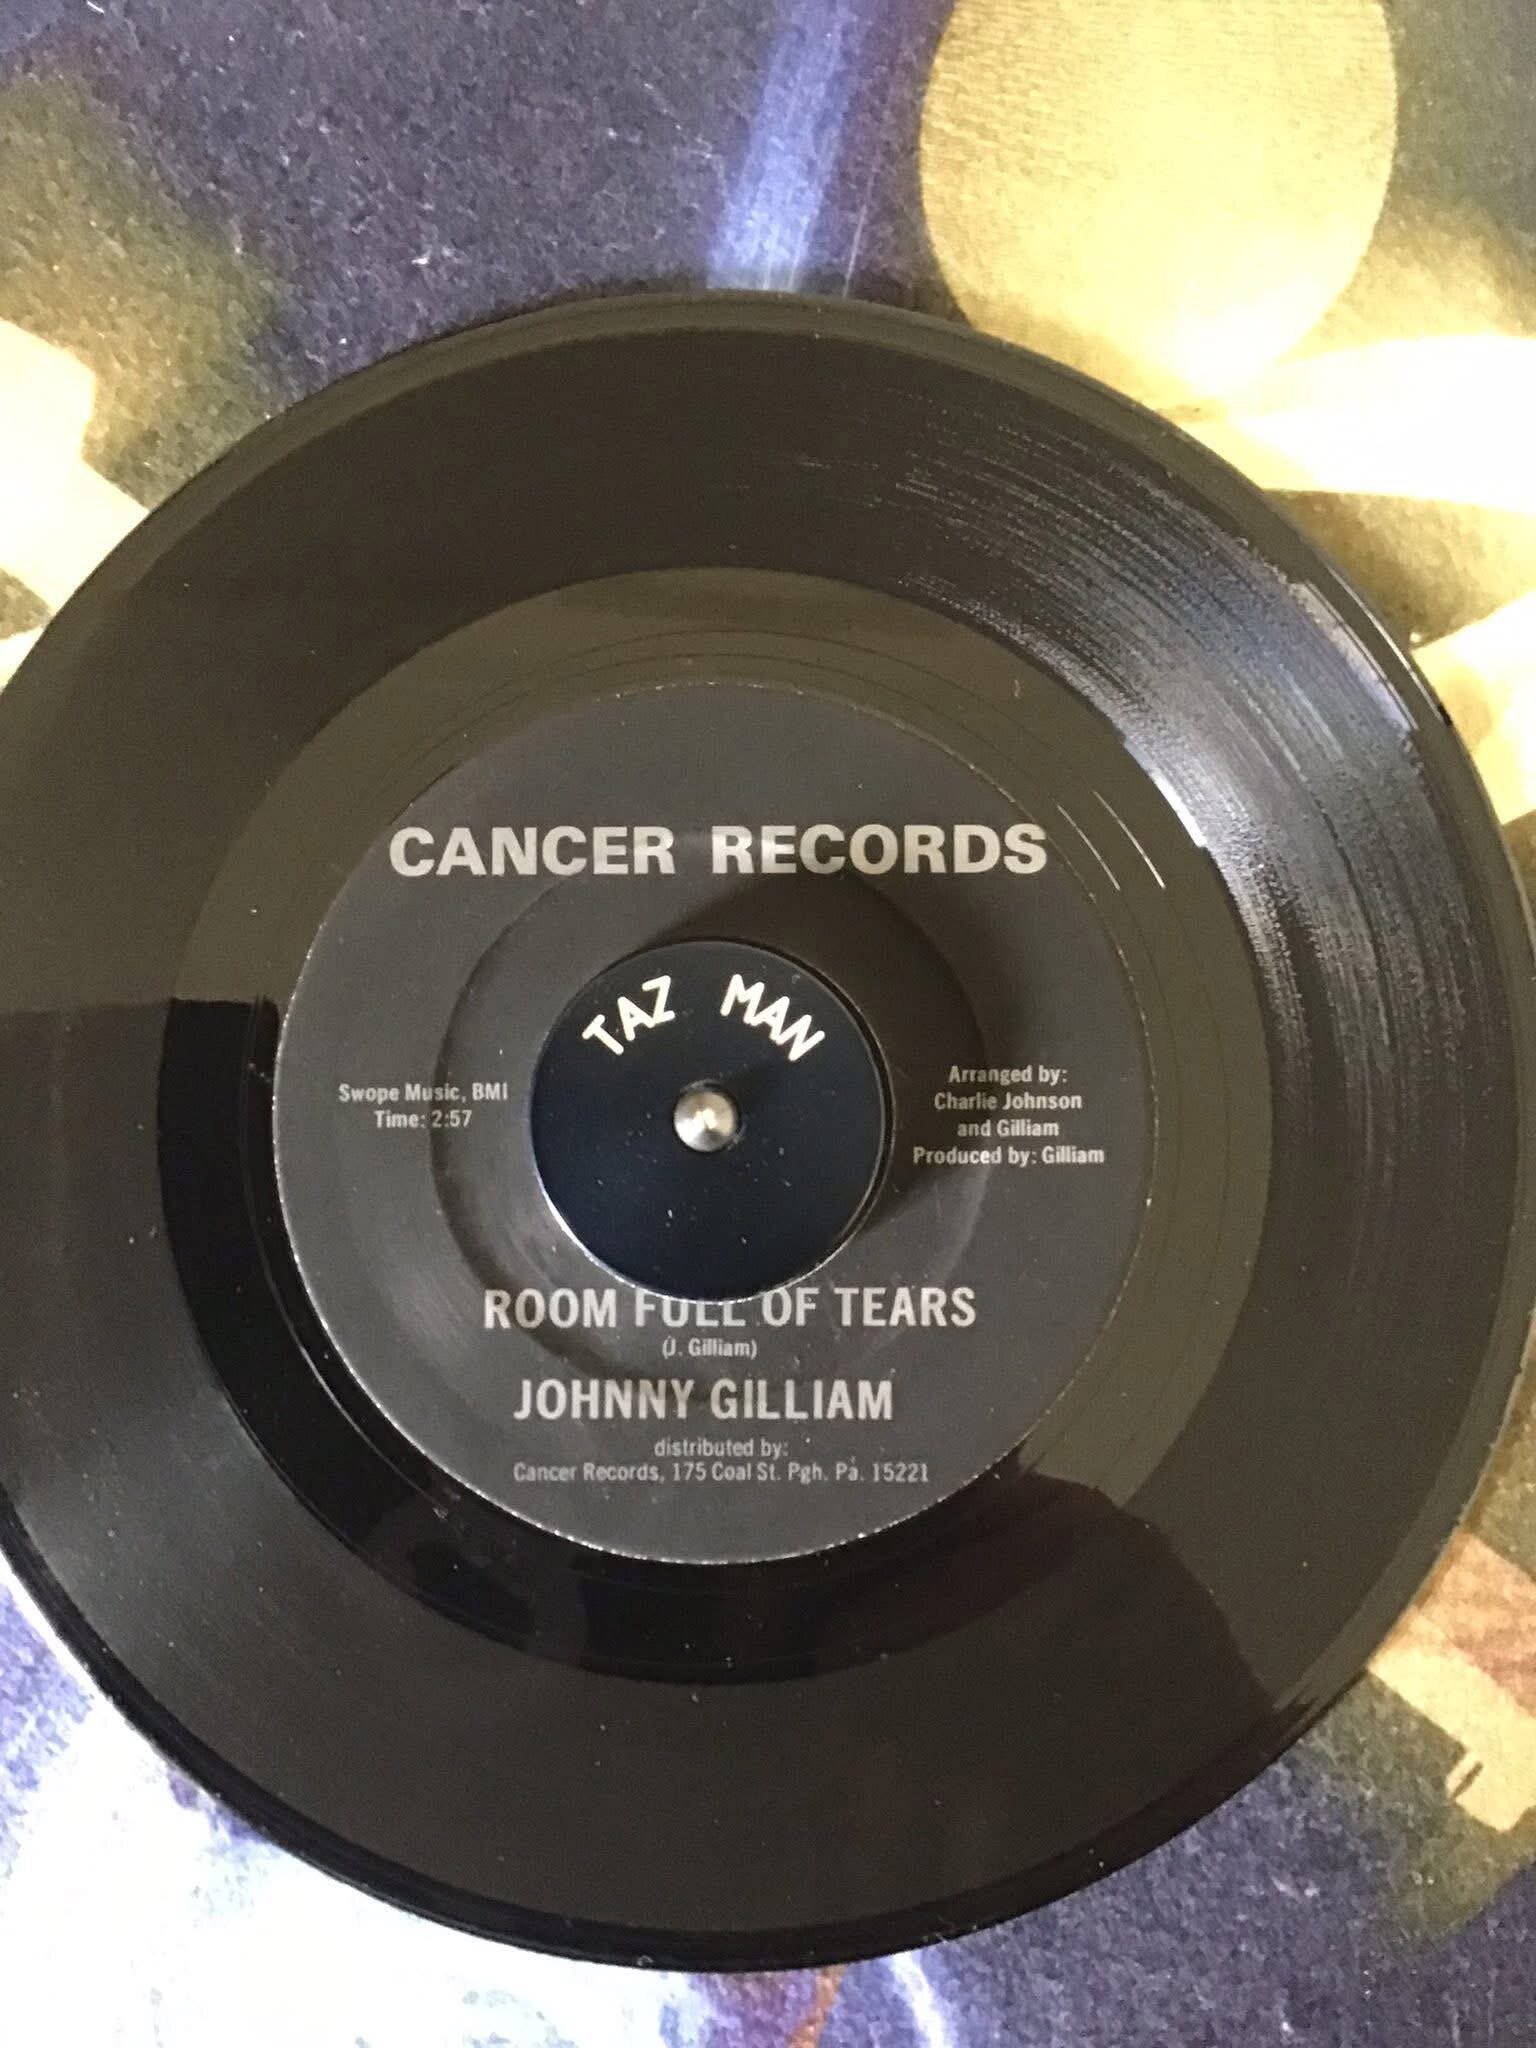 CANCER RECORDS
TAZ MAN
Swope Music, BMI
Time: 2:57
Arranged by:
Charlie Johnson
and Gilliam
Produced by: Gilliam
ROOM FULL OF TEARS
(J. Gilliam)
JOHNNY GILLIAM
distributed by:
Cancer Records, 175 Coal St. Pgh. Pa. 15221